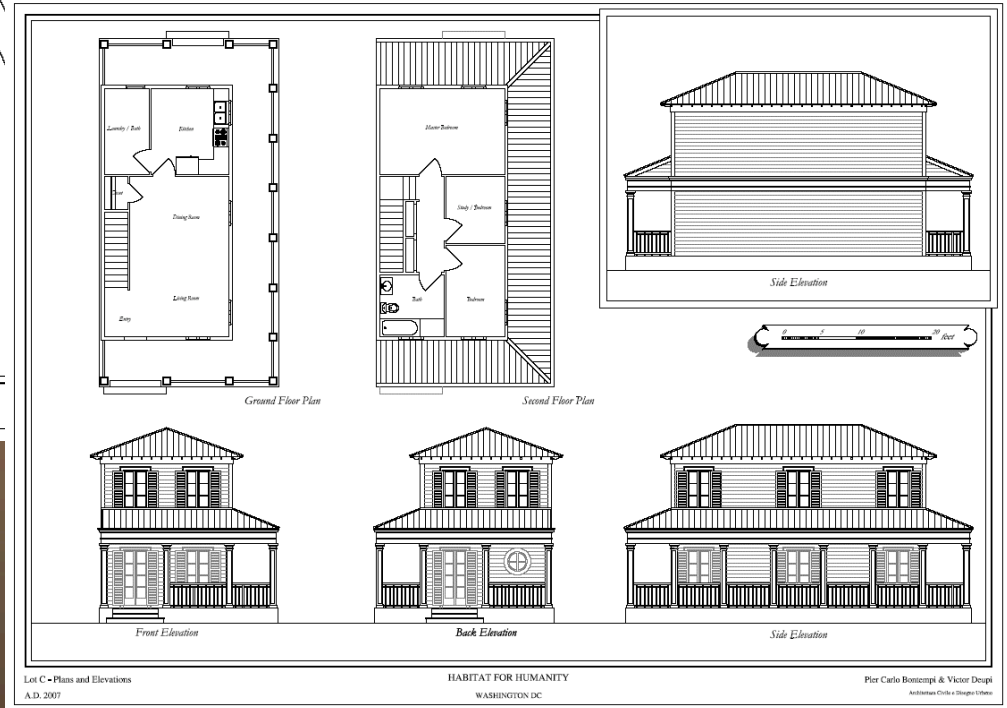 Laundry / Bath
Kitchen
Closet
Dining Room
Living Room
Entry
Ground Floor Plan
Master Bedroom
Study / Bedroom
Bath
Bedroom
Second Floor Plan
Side Elevation
0 5 10 20 feet
Front Elevation
Back Elevation
Side Elevation
Lot C - Plans and Elevations
A.D. 2007
HABITAT FOR HUMANITY
WASHINGTON DC
Pier Carlo Bontempi & Victor Deupi
Architettura Civile e Disegno Urbano